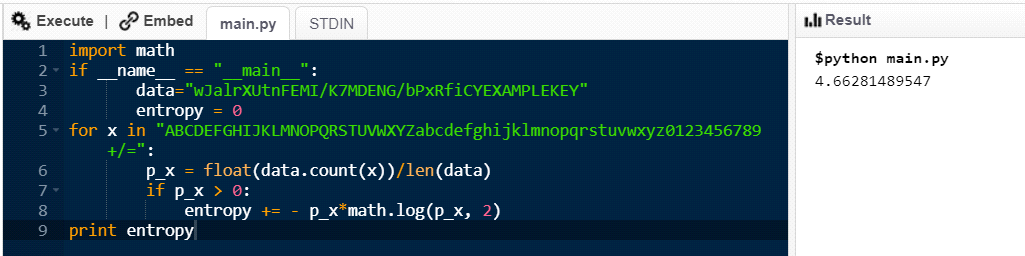 Execute | Embed main.py STDIN
Result
1 import math
2 if __name__ == "__main__":
3 data="wJalrXUtnFEMI/K7MDENG/bPxRfiCYEXAMPLEKEY"
4 entropy = 0
5 for x in "ABCDEFGHIJKLMNOPQRSTUVWXYZabcdefghijklmnopqrstuvwxyz0123456789
+/=":
6 p_x = float(data.count(x))/len(data)
7 if p_x > 0:
8 entropy += - p_x*math.log(p_x, 2)
9 print entropy
$python main.py
4.66281489547